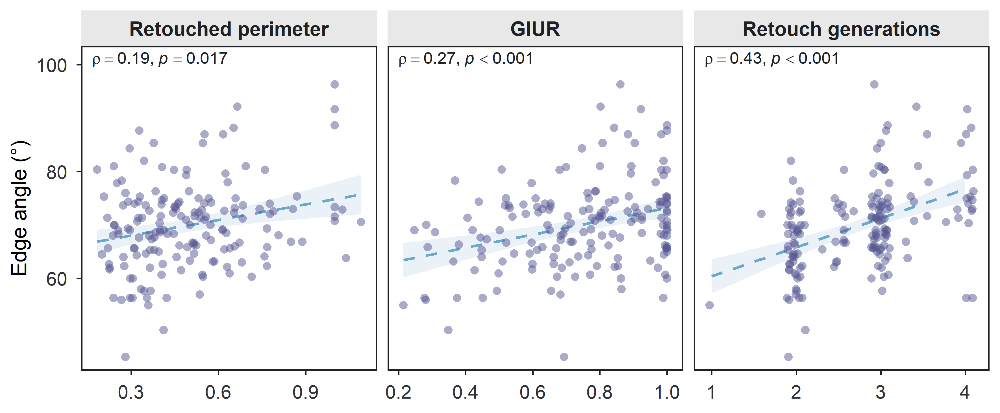 Retouched perimeter
GIUR
Retouch generations
ρ = 0.19, p = 0.017
ρ = 0.27, p < 0.001
ρ = 0.43, p < 0.001
Edge angle (°)
100
80
60
0.3 0.6 0.9
0.2 0.4 0.6 0.8 1.0
1 2 3 4